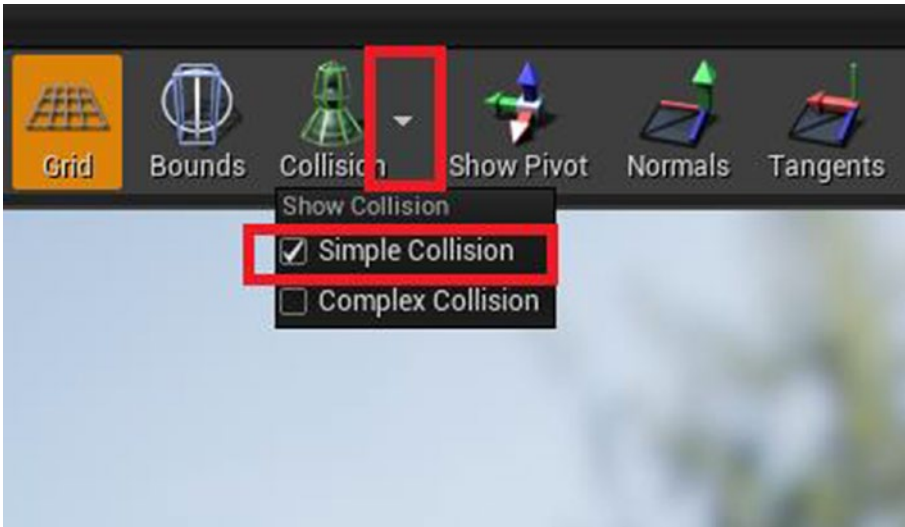 Grid Bounds Collision Show Pivot Normals Tangents
Show Collision
Simple Collision
Complex Collision